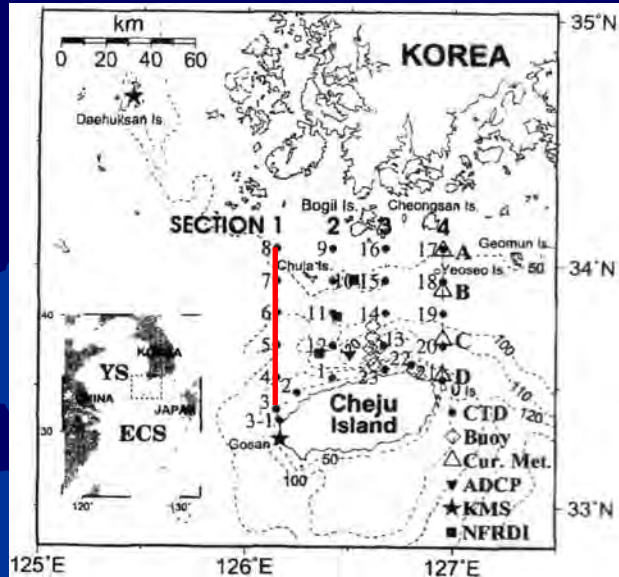 km
0 20 40 60
35°N
KOREA
Daehuksan Is.
Bogil Is.
Cheongsan Is.
SECTION 1 2 3 4
8 9 16 17 A
Geomun Is.
Chuja Is.
Yeoseo Is.
50
34°N
7 10 15 18 B
6 11 14 19
5 12 50 13 C
100
22 20
4 1 23 21 D
2
U Is.
110
3
120
3-1
Cheju
Island
Gosan
50
100
40
YS
KOREA
CHINA
JAPAN
ECS
30
120° 130°
CTD
Buoy
Cur. Met.
ADCP
KMS
NFRDI
33°N
125°E 126°E 127°E